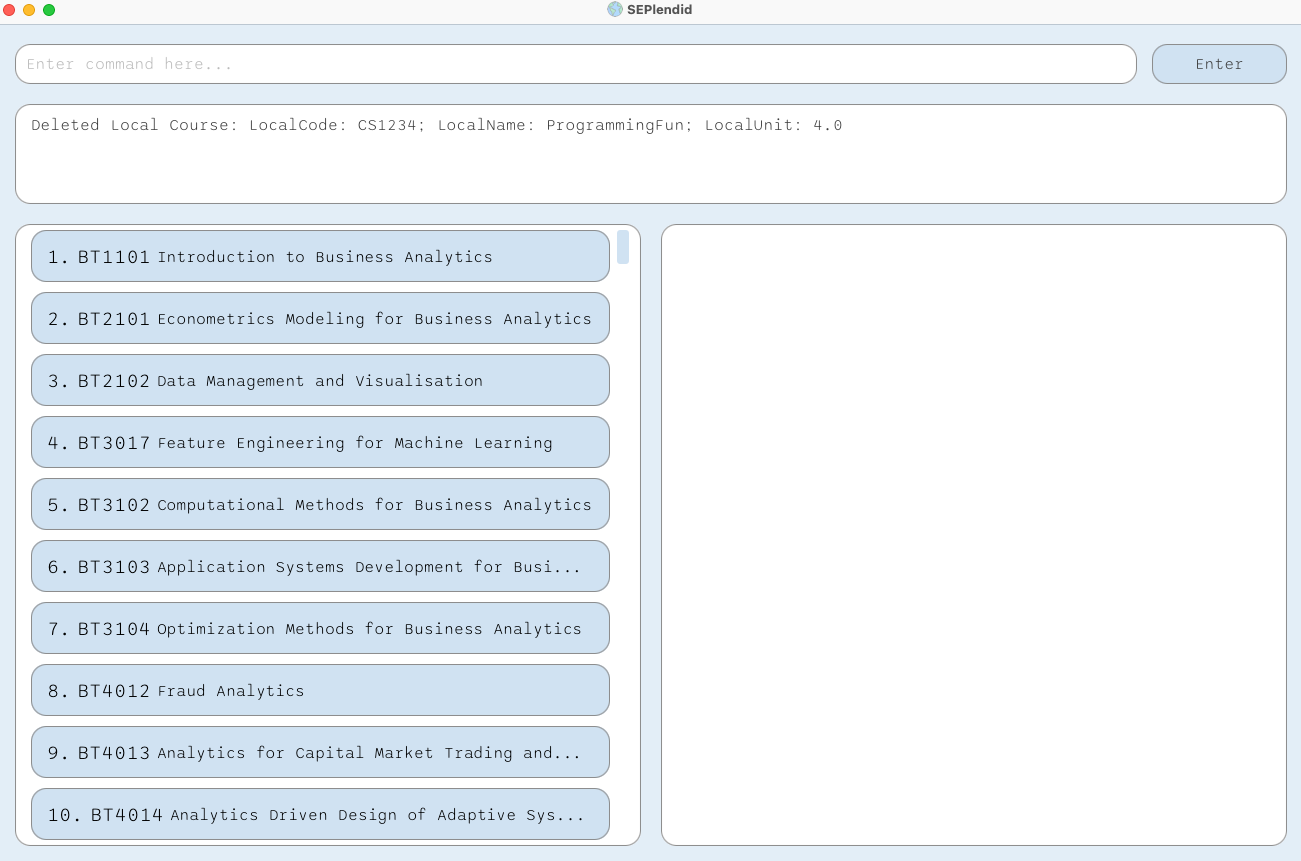 SEPlendid
Enter command here...
Enter
Deleted Local Course: LocalCode: CS1234; LocalName: ProgrammingFun; LocalUnit: 4.0
1. BT1101 Introduction to Business Analytics
2. BT2101 Econometrics Modeling for Business Analytics
3. BT2102 Data Management and Visualisation
4. BT3017 Feature Engineering for Machine Learning
5. BT3102 Computational Methods for Business Analytics
6. BT3103 Application Systems Development for Busi...
7. BT3104 Optimization Methods for Business Analytics
8. BT4012 Fraud Analytics
9. BT4013 Analytics for Capital Market Trading and...
10. BT4014 Analytics Driven Design of Adaptive Sys...